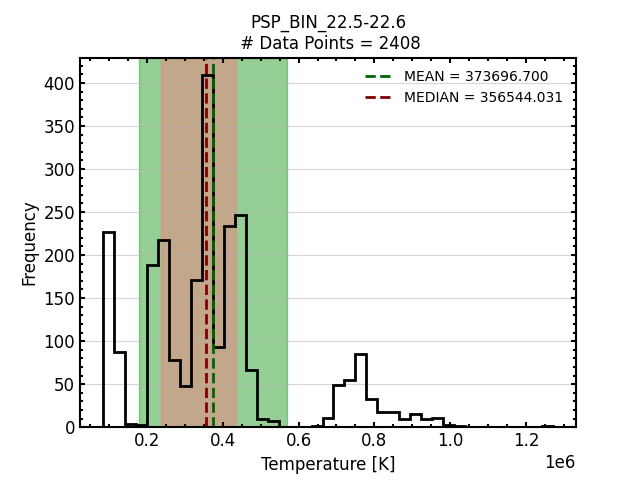 PSP_BIN_22.5-22.6
# Data Points = 2408
MEAN = 373696.700
MEDIAN = 356544.031
Frequency
400
350
300
250
200
150
100
50
0
0.2 0.4 0.6 0.8 1.0 1.2
1e6
Temperature [K]